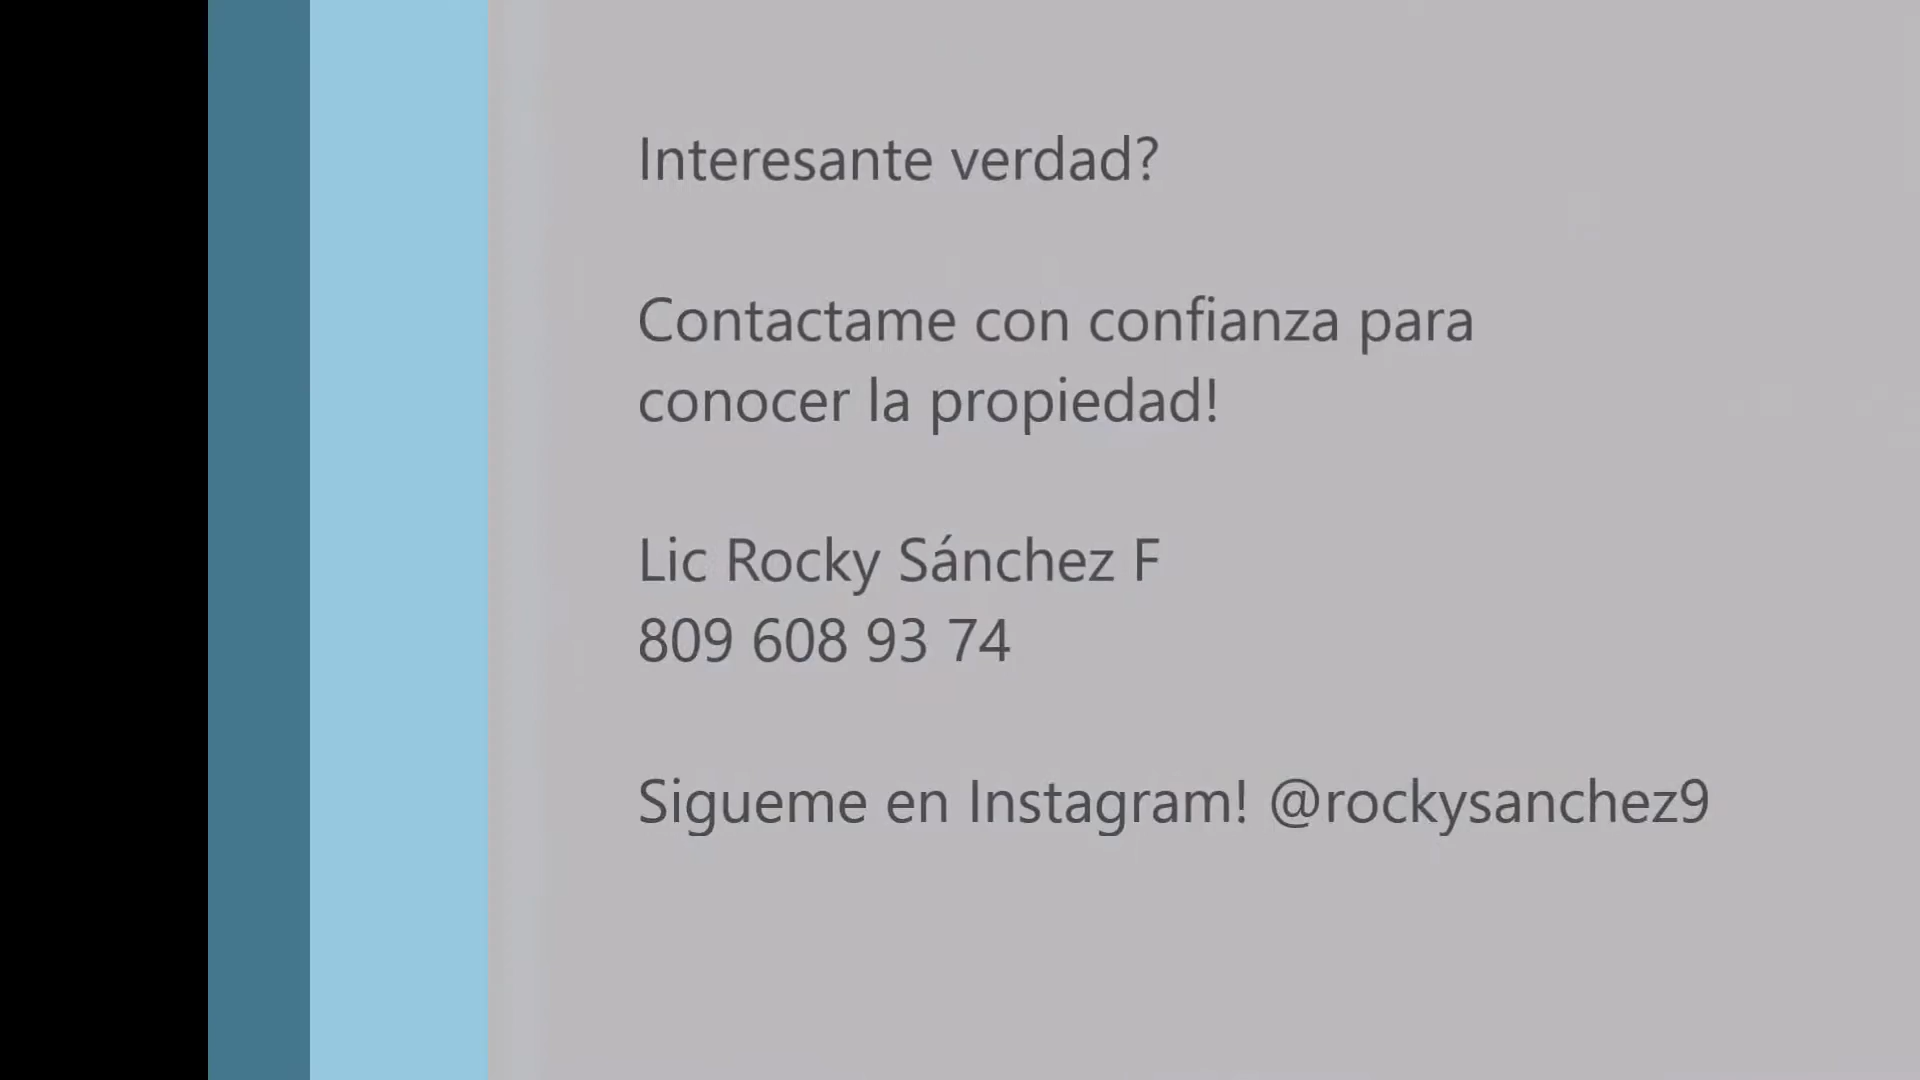 Interesante verdad?
Contactame con confianza para
conocer la propiedad!
Lic Rocky Sánchez F
809 608 93 74
Sigueme en Instagram! @rockysanchez9